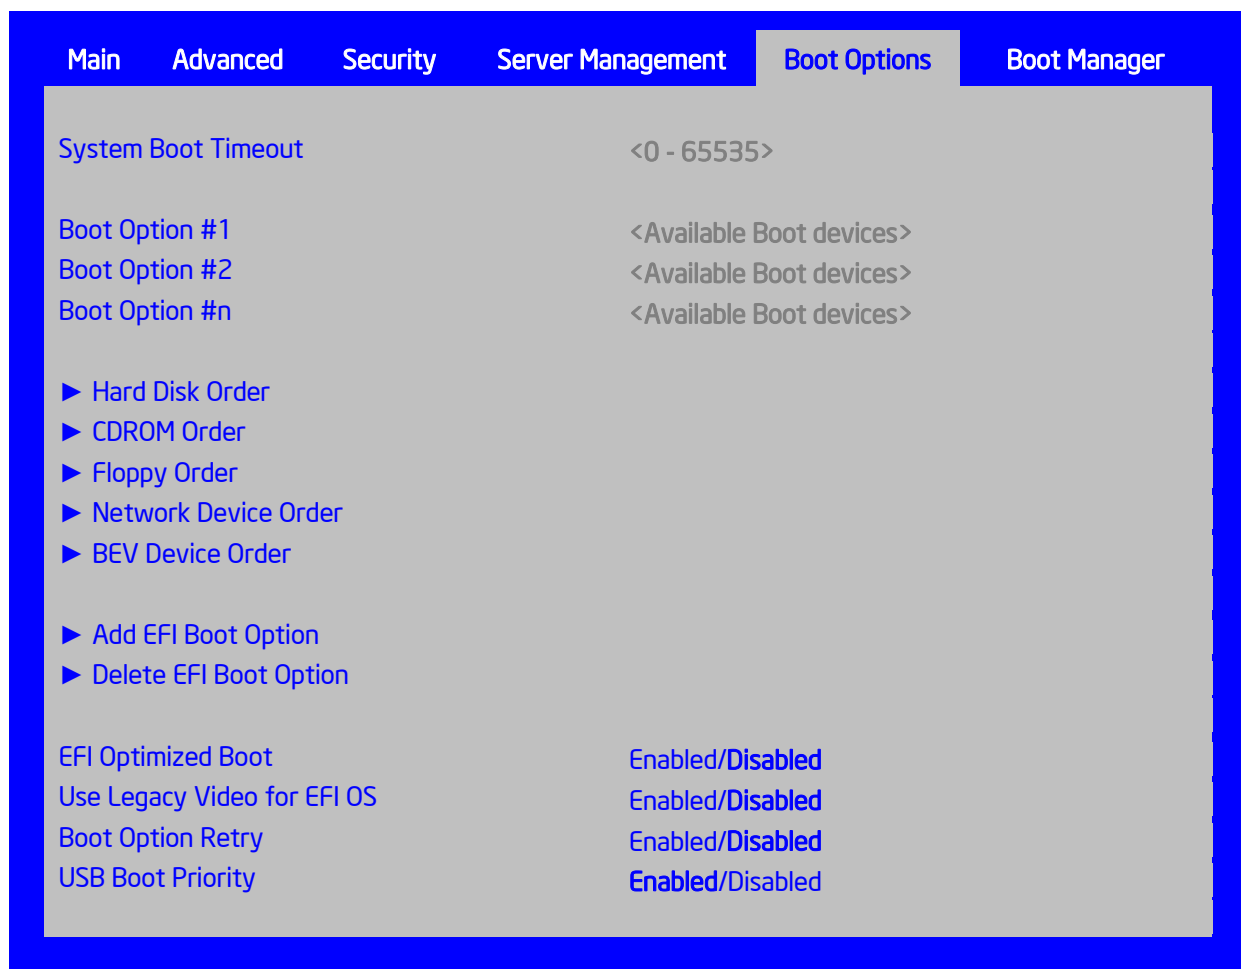 Main Advanced Security Server Management Boot Options Boot Manager
System Boot Timeout <0 - 65535>
Boot Option #1 <Available Boot devices>
Boot Option #2 <Available Boot devices>
Boot Option #n <Available Boot devices>
► Hard Disk Order
► CDROM Order
► Floppy Order
► Network Device Order
► BEV Device Order
► Add EFI Boot Option
► Delete EFI Boot Option
EFI Optimized Boot Enabled/Disabled
Use Legacy Video for EFI OS Enabled/Disabled
Boot Option Retry Enabled/Disabled
USB Boot Priority Enabled/Disabled